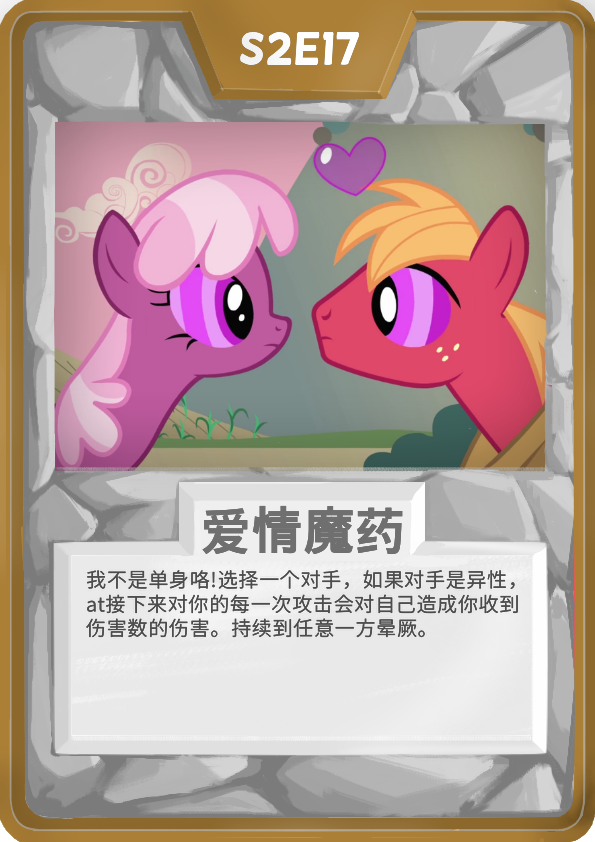 S2E17
爱情魔药
我不是单身咯!选择一个对手，如果对手是异性，
at接下来对你的每一次攻击会对自己造成你收到
伤害数的伤害。持续到任意一方晕厥。